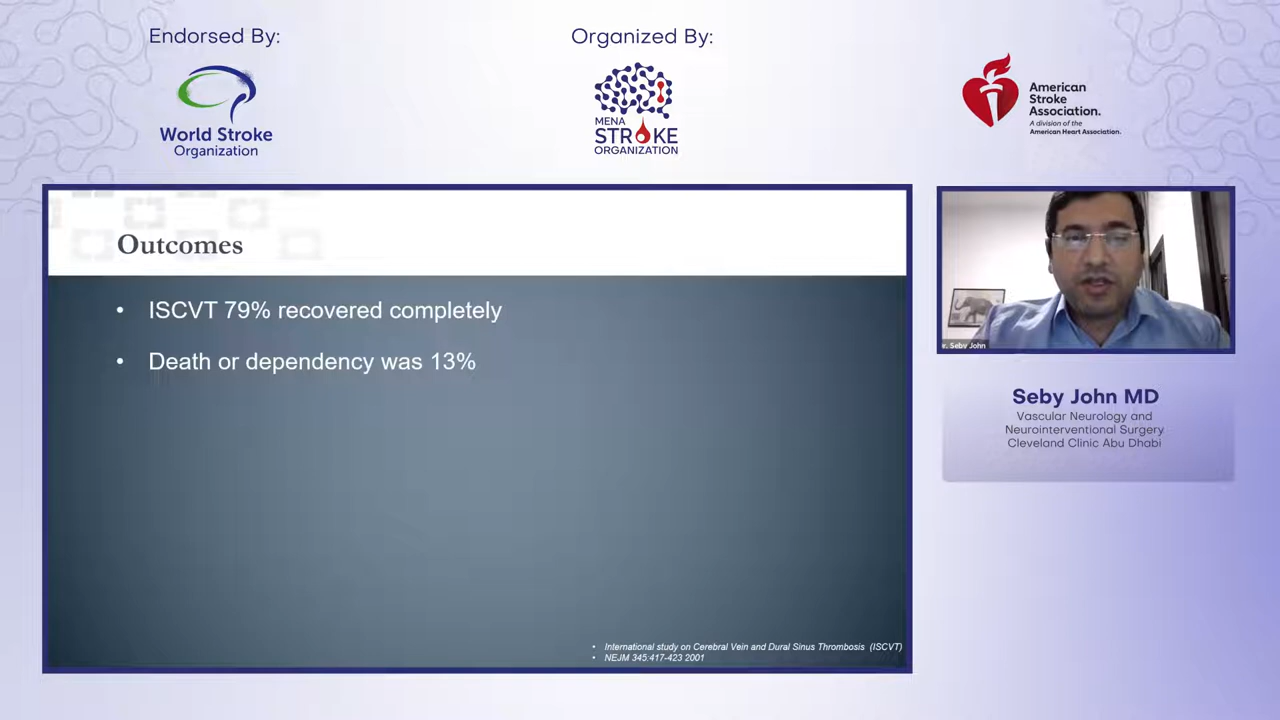 Endorsed By:
World Stroke
Organization
Organized By:
MENA
STROKE
ORGANIZATION
American
Stroke
Association.
A division of the
American Heart Association.
Outcomes
• ISCVT 79% recovered completely
• Death or dependency was 13%
• International study on Cerebral Vein and Dural Sinus Thrombosis (ISCVT)
• NEJM 345:417-423 2001
r. Seby John
Seby John MD
Vascular Neurology and
Neurointerventional Surgery
Cleveland Clinic Abu Dhabi